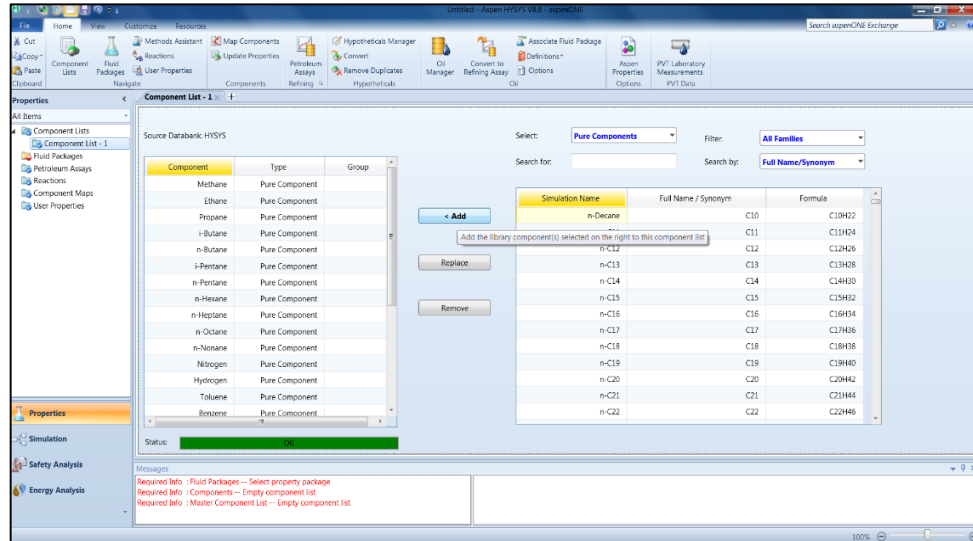 Untitled - Aspen HYSYS V8.8 - aspenONE
File Home View Customize Resources Search aspenONE Exchange
Cut Copy Paste Clipboard
Component Lists Fluid Packages Methods Assistant Reactions User Properties Navigate
Map Components Update Properties Components
Petroleum Assays Refining
Hypotheticals Manager Convert Remove Duplicates Hypotheticals
Oil Manager Convert to Refining Assay Associate Fluid Package Definitions Options Oil
Aspen Properties Options
PVT Laboratory Measurements PVT Data
Properties <
All Items
Component Lists
Component List - 1
Fluid Packages
Petroleum Assays
Reactions
Component Maps
User Properties
Properties
Simulation
Safety Analysis
Energy Analysis
Component List - 1 +
Source Databank: HYSYS
Component Type Group
Methane Pure Component
Ethane Pure Component
Propane Pure Component
i-Butane Pure Component
n-Butane Pure Component
i-Pentane Pure Component
n-Pentane Pure Component
n-Hexane Pure Component
n-Heptane Pure Component
n-Octane Pure Component
n-Nonane Pure Component
Nitrogen Pure Component
Hydrogen Pure Component
Toluene Pure Component
Benzene Pure Component
Status: OK
< Add
Add the library component(s) selected on the right to this component list
Replace
Remove
Select: Pure Components Filter: All Families
Search for: Search by: Full Name/Synonym
Simulation Name Full Name / Synonym Formula
n-Decane C10 C10H22
C11 C11H24
n-C12 C12 C12H26
n-C13 C13 C13H28
n-C14 C14 C14H30
n-C15 C15 C15H32
n-C16 C16 C16H34
n-C17 C17 C17H36
n-C18 C18 C18H38
n-C19 C19 C19H40
n-C20 C20 C20H42
n-C21 C21 C21H44
n-C22 C22 C22H46
Messages
Required Info : Fluid Packages -- Select property package
Required Info : Components -- Empty component list
Required Info : Master Component List -- Empty component list
100%